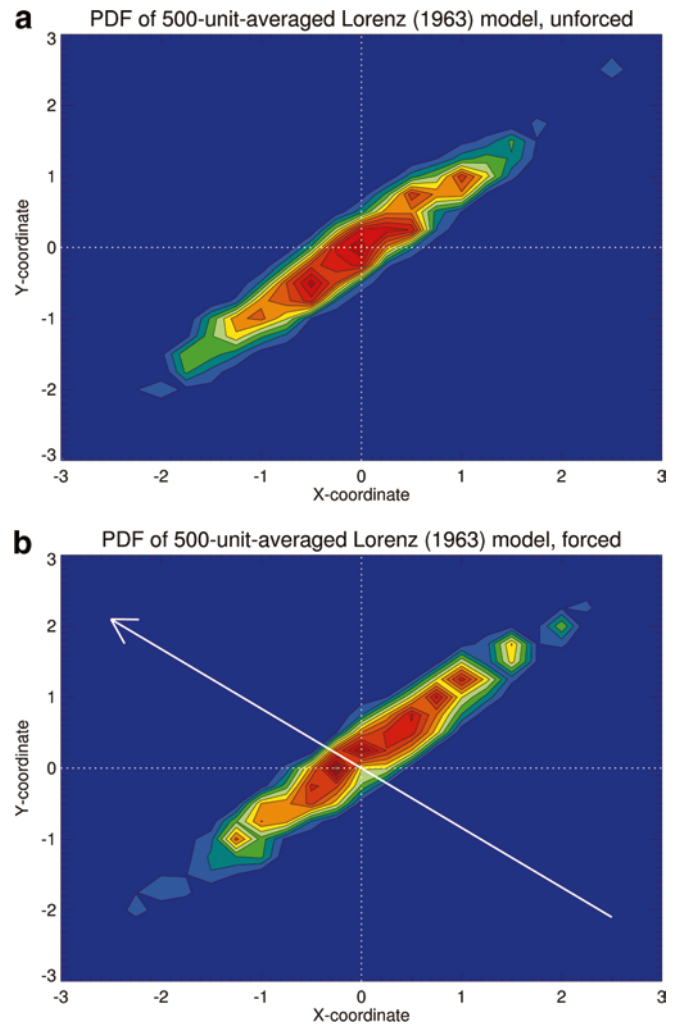 a PDF of 500-unit-averaged Lorenz (1963) model, unforced
3
2
1
0
-1
-2
-3
Y-coordinate
-3 -2 -1 0 1 2 3
X-coordinate
b PDF of 500-unit-averaged Lorenz (1963) model, forced
3
2
1
0
-1
-2
-3
Y-coordinate
-3 -2 -1 0 1 2 3
X-coordinate